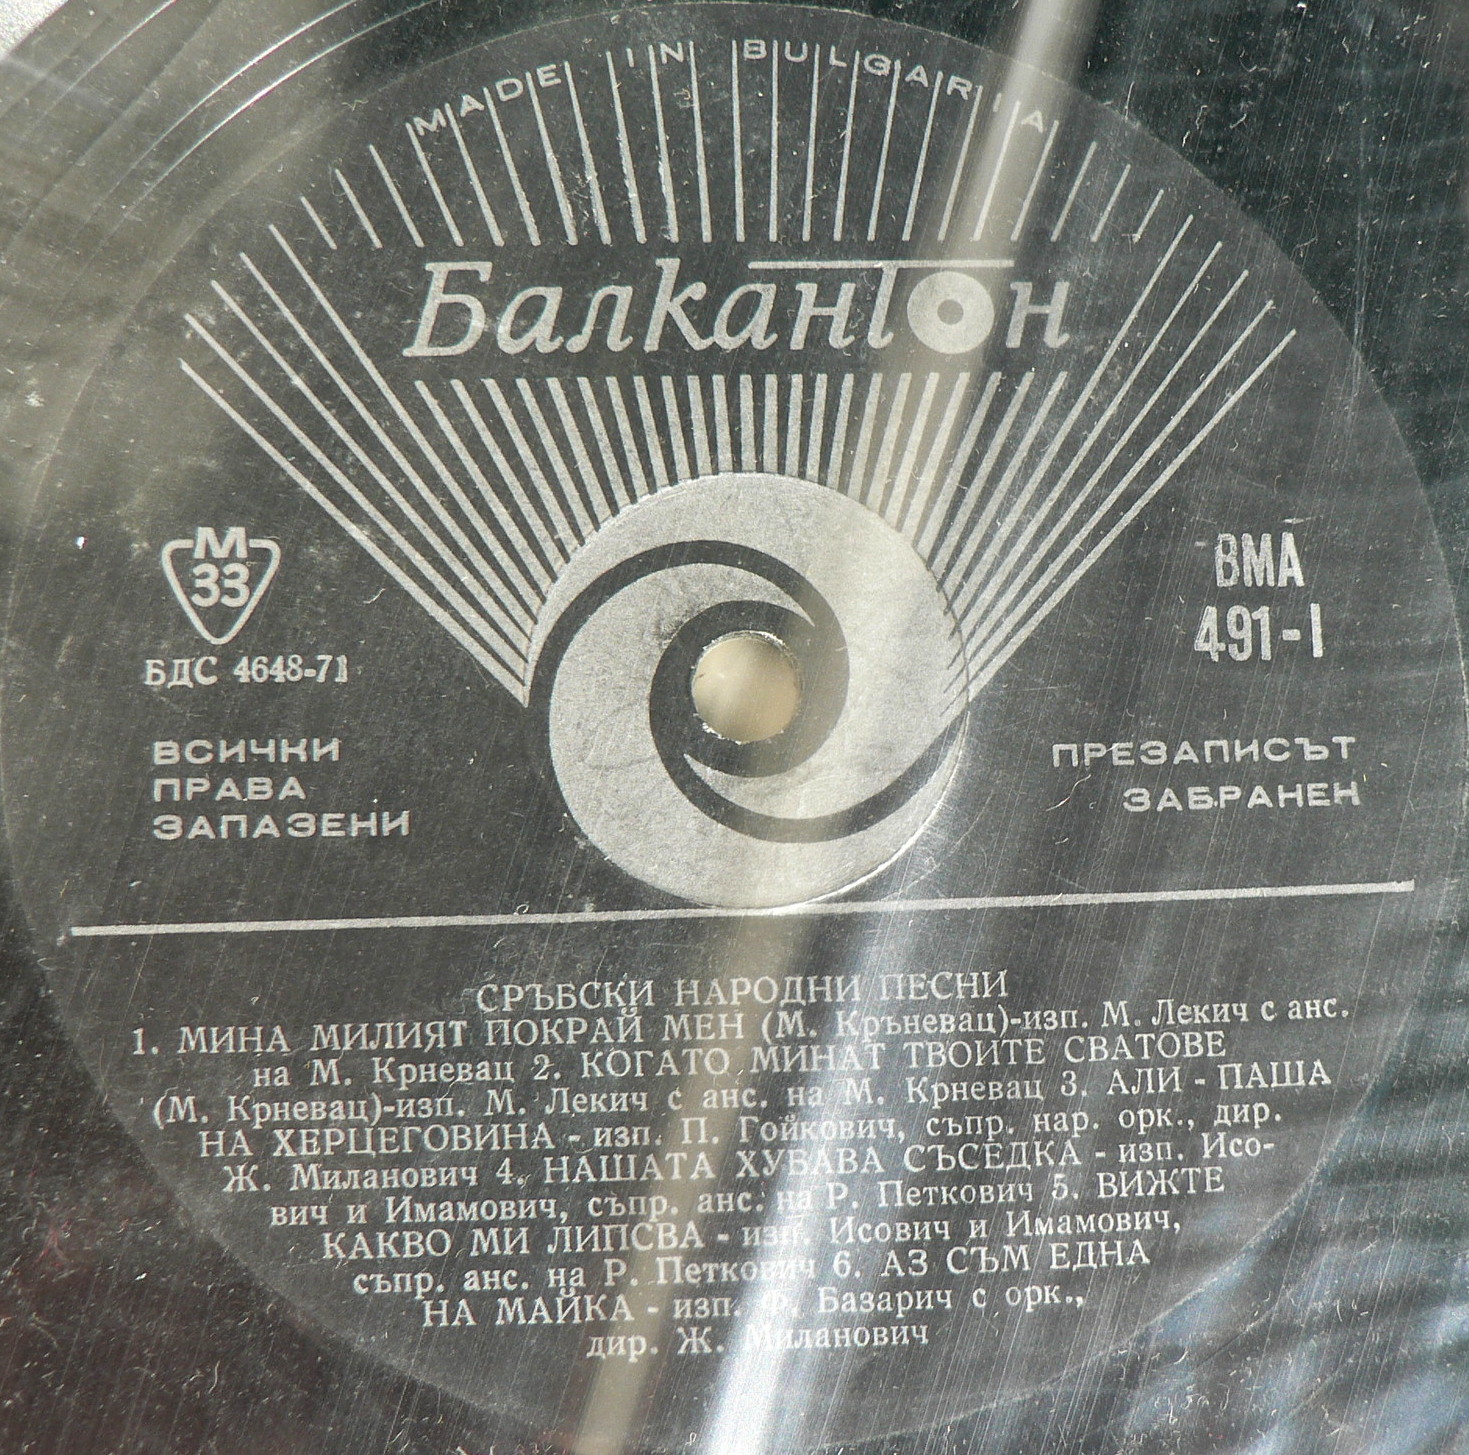 MADE IN BULGARIA
Балкантон
М
33
БДС 4648-71
ВМА
491-I
ВСИЧКИ
ПРАВА
ЗАПАЗЕНИ
ПРЕЗАПИСЪТ
ЗАБРАНЕН
СРЪБСКИ НАРОДНИ ПЕСНИ
1. МИНА МИЛИЯТ ПОКРАЙ МЕН (М. Кръневац)-изп. М. Лекич с анс.
на М. Крневац 2. КОГАТО МИНАТ ТВОИТЕ СВАТОВЕ
(М. Крневац)-изп. М. Лекич с анс. на М. Крневац 3. АЛИ - ПАША
НА ХЕРЦЕГОВИНА - изп. П. Гойкович, съпр. нар. орк., дир.
Ж. Миланович 4. НАШАТА ХУБАВА СЪСЕДКА - изп. Исо-
вич и Имамович, съпр. анс. на Р. Петкович 5. ВИЖТЕ
КАКВО МИ ЛИПСВА - изп. Исович и Имамович,
съпр. анс. на Р. Петкович 6. АЗ СЪМ ЕДНА
НА МАЙКА - изп. Ф. Базарич с орк.,
дир. Ж. Миланович